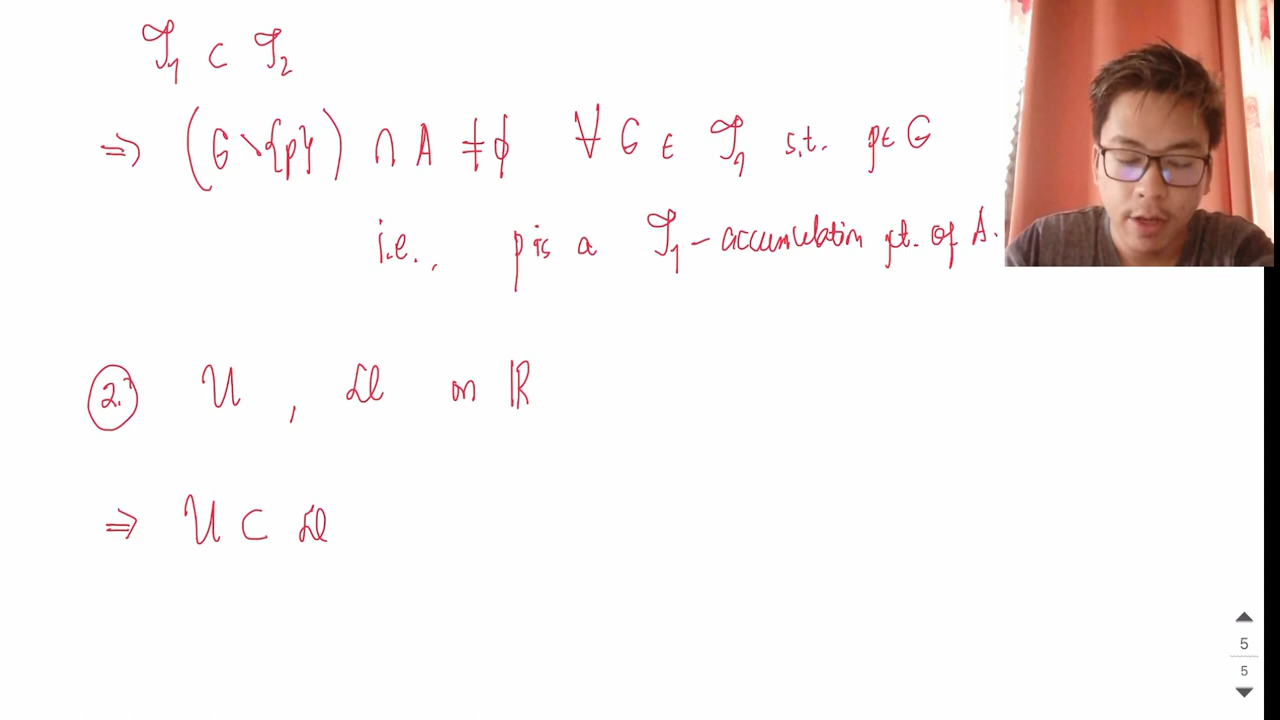 𝒯₁ ⊂ 𝒯₂
⇒ (G \ {p}) ∩ A ≠ ϕ ∀ G ∈ 𝒯₁ s.t. p ∈ G
i.e., p is a 𝒯₁ - accumulation pt. of A.
2. 𝒰 , 𝒟 on ℝ
⇒ 𝒰 ⊂ 𝒟
5
5